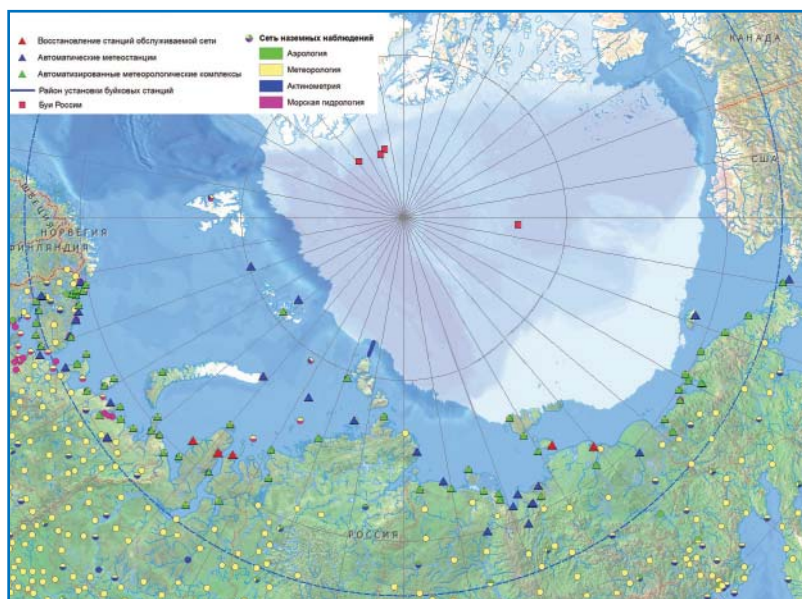 Восстановление станций обслуживаемой сети
Автоматические метеостанции
Автоматизированные метеорологические комплексы
Район установки буйковых станций
Буи России
Сеть наземных наблюдений
Аэрология
Метеорология
Актинометрия
Морская гидрология
КАНАДА
США
ШВЕЦИЯ
НОРВЕГИЯ
ФИНЛЯНДИЯ
РОССИЯ